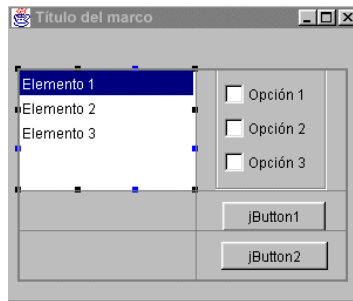 Título del marco
Elemento 1
Elemento 2
Elemento 3
Opción 1
Opción 2
Opción 3
jButton1
jButton2